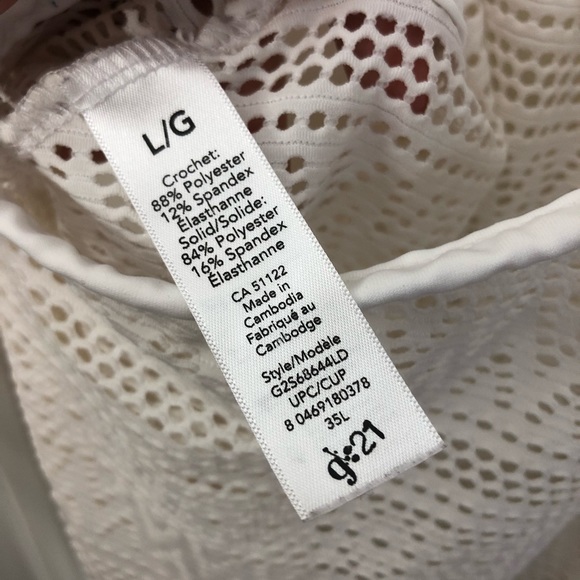 L/G
Crochet:
88% Polyester
12% Spandex
Élasthanne
Solid/Solide:
84% Polyester
16% Spandex
Élasthanne
CA 51122
Made in
Cambodia
Fabriqué au
Cambodge
Style/Modèle
G2S68644LD
UPC/CUP
8 0469180378
35L
g:21